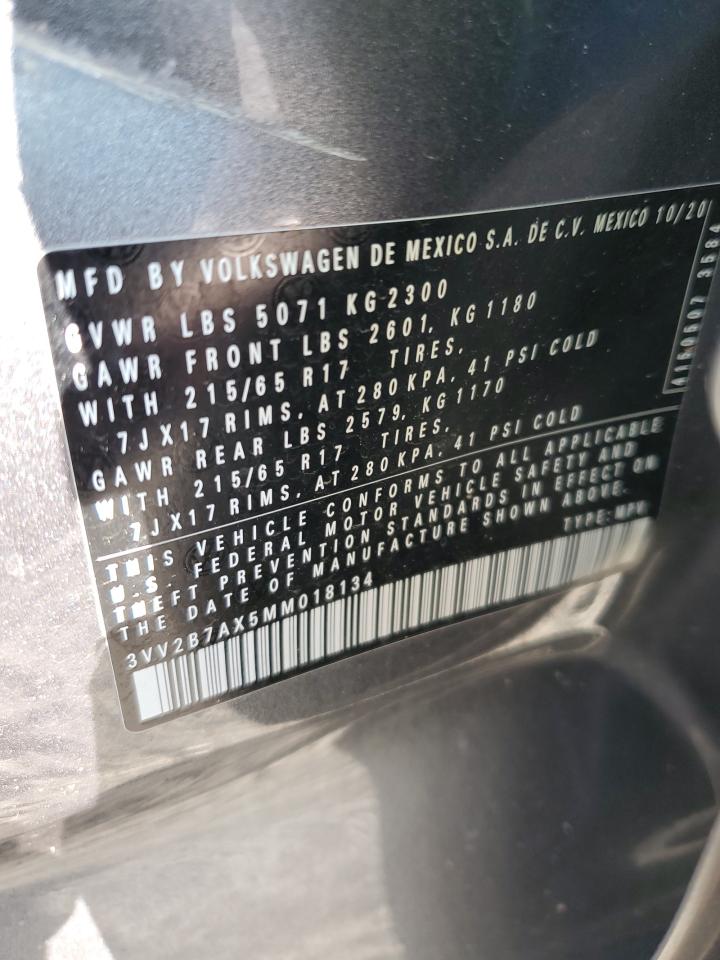 MFD BY VOLKSWAGEN DE MEXICO S.A. DE C.V. MEXICO 10/20
GVWR LBS 5071 KG 2300
GAWR FRONT LBS 2601, KG 1180
WITH 215/65 R17 TIRES,
7JX17 RIMS, AT 280 KPA, 41 PSI COLD
GAWR REAR LBS 2579, KG 1170
WITH 215/65 R17 TIRES,
7JX17 RIMS, AT 280 KPA, 41 PSI COLD
THIS VEHICLE CONFORMS TO ALL APPLICABLE
U.S. FEDERAL MOTOR VEHICLE SAFETY AND
THEFT PREVENTION STANDARDS IN EFFECT ON
THE DATE OF MANUFACTURE SHOWN ABOVE.
TYPE: MPV
3VV2B7AX5MM018134